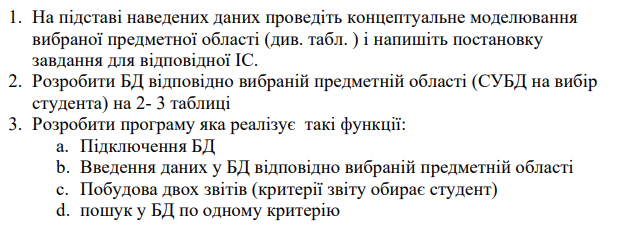 1. На підставі наведених даних проведіть концептуальне моделювання
вибраної предметної області (див. табл. ) і напишіть постановку
завдання для відповідної ІС.
2. Розробити БД відповідно вибраній предметній області (СУБД на вибір
студента) на 2- 3 таблиці
3. Розробити програму яка реалізує такі функції:
a. Підключення БД
b. Введення даних у БД відповідно вибраній предметній області
c. Побудова двох звітів (критерії звіту обирає студент)
d. пошук у БД по одному критерію